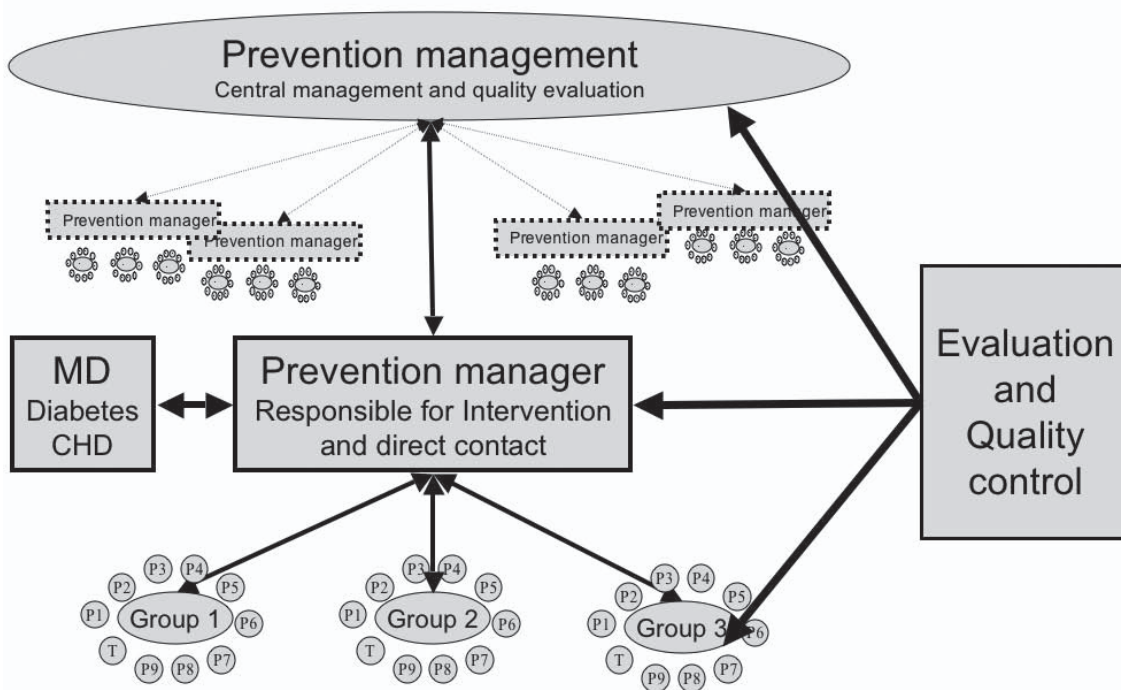 Prevention management
Central management and quality evaluation
Prevention manager
Prevention manager
Prevention manager
Prevention manager
MD
Diabetes
CHD
Prevention manager
Responsible for Intervention
and direct contact
Evaluation
and
Quality
control
P1
P2
P3
P4
P5
P6
P7
P8
P9
T
Group 1
P1
P2
P3
P4
P5
P6
P7
P8
P9
T
Group 2
P1
P2
P3
P4
P5
P6
P7
P8
P9
T
Group 3